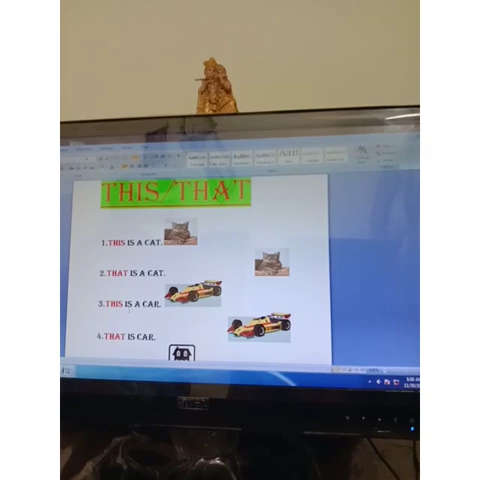 THIS/THAT
1.THIS IS A CAT.
2.THAT IS A CAT.
3.THIS IS A CAR.
4.THAT IS CAR.